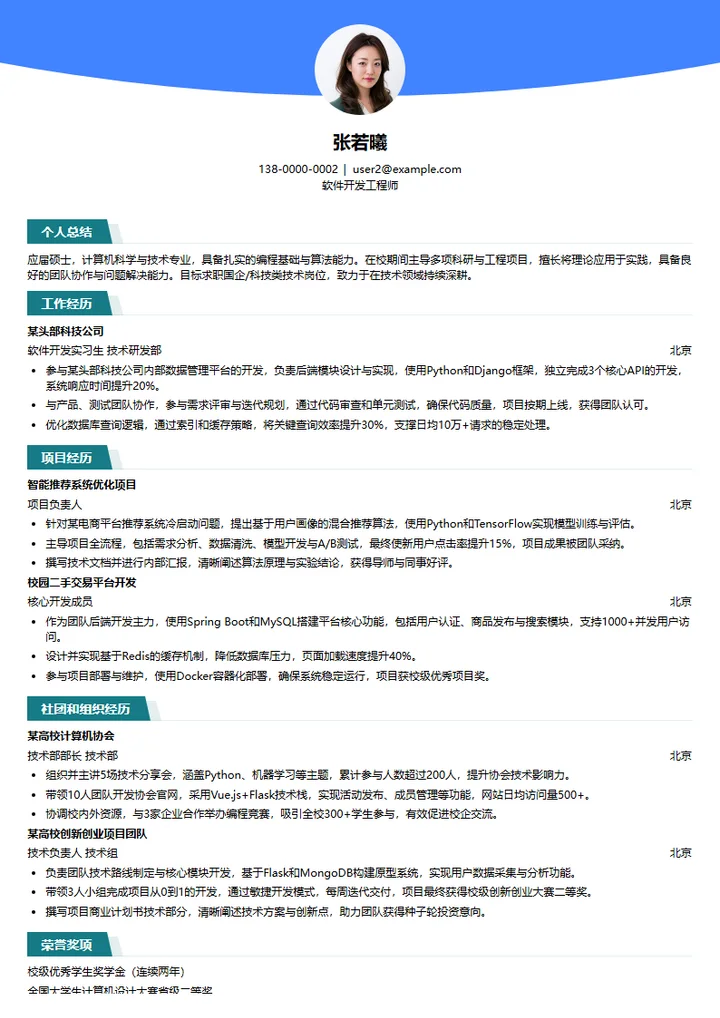 张若曦
138-0000-0002 | user2@example.com
软件开发工程师
个人总结
应届硕士，计算机科学与技术专业，具备扎实的编程基础与算法能力。在校期间主导多项科研与工程项目，擅长将理论应用于实践，具备良
好的团队协作与问题解决能力。目标求职国企/科技类技术岗位，致力于在技术领域持续深耕。
工作经历
某头部科技公司
软件开发实习生 技术研发部 北京
• 参与某头部科技公司内部数据管理平台的开发，负责后端模块设计与实现，使用Python和Django框架，独立完成3个核心API的开发，
系统响应时间提升20%。
• 与产品、测试团队协作，参与需求评审与迭代规划，通过代码审查和单元测试，确保代码质量，项目按期上线，获得团队认可。
• 优化数据库查询逻辑，通过索引和缓存策略，将关键查询效率提升30%，支撑日均10万+请求的稳定处理。
项目经历
智能推荐系统优化项目
项目负责人 北京
• 针对某电商平台推荐系统冷启动问题，提出基于用户画像的混合推荐算法，使用Python和TensorFlow实现模型训练与评估。
• 主导项目全流程，包括需求分析、数据清洗、模型开发与A/B测试，最终使新用户点击率提升15%，项目成果被团队采纳。
• 撰写技术文档并进行内部汇报，清晰阐述算法原理与实验结论，获得导师与同事好评。
校园二手交易平台开发
核心开发成员 北京
• 作为团队后端开发主力，使用Spring Boot和MySQL搭建平台核心功能，包括用户认证、商品发布与搜索模块，支持1000+并发用户访
问。
• 设计并实现基于Redis的缓存机制，降低数据库压力，页面加载速度提升40%。
• 参与项目部署与维护，使用Docker容器化部署，确保系统稳定运行，项目获校级优秀项目奖。
社团和组织经历
某高校计算机协会
技术部部长 技术部 北京
• 组织并主讲5场技术分享会，涵盖Python、机器学习等主题，累计参与人数超过200人，提升协会技术影响力。
• 带领10人团队开发协会官网，采用Vue.js+Flask技术栈，实现活动发布、成员管理等功能，网站日均访问量500+。
• 协调校内外资源，与3家企业合作举办编程竞赛，吸引全校300+学生参与，有效促进校企交流。
某高校创新创业项目团队
技术负责人 技术组 北京
• 负责团队技术路线制定与核心模块开发，基于Flask和MongoDB构建原型系统，实现用户数据采集与分析功能。
• 带领3人小组完成项目从0到1的开发，通过敏捷开发模式，每周迭代交付，项目最终获得校级创新创业大赛二等奖。
• 撰写项目商业计划书技术部分，清晰阐述技术方案与创新点，助力团队获得种子轮投资意向。
荣誉奖项
校级优秀学生奖学金（连续两年）
全国大学生计算机设计大赛省级二等奖